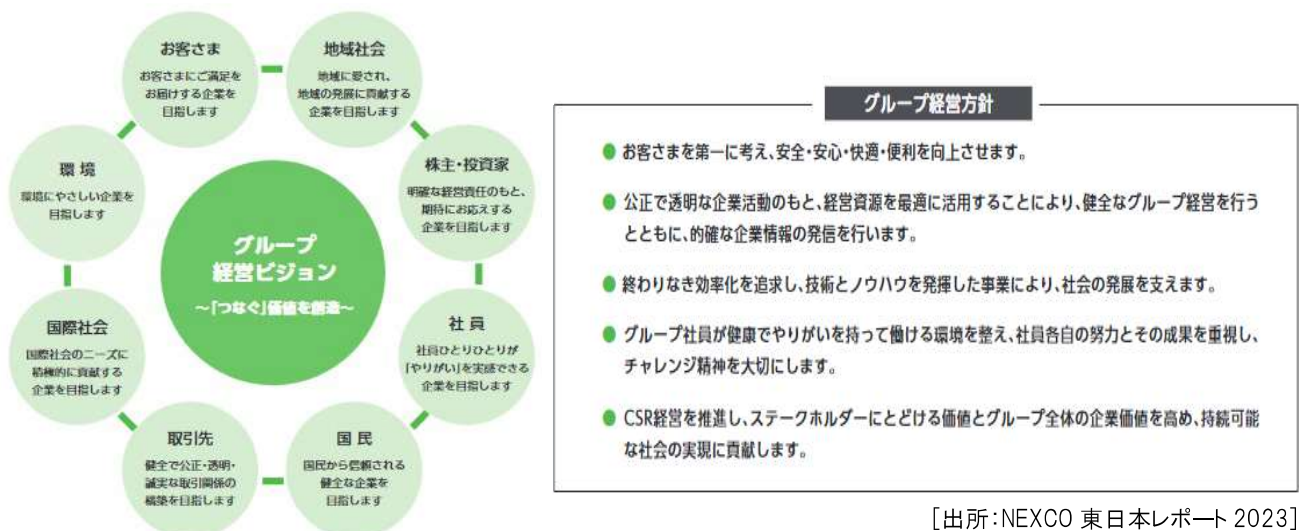 お客さま
お客さまにご満足を
お届けする企業を
目指します
地域社会
地域に愛され、
地域の発展に貢献する
企業を目指します
株主・投資家
明確な経営責任のもと、
期待にお応えする
企業を目指します
社 員
社員ひとりひとりが
「やりがい」を実感できる
企業を目指します
国 民
国民から信頼される
健全な企業を
目指します
取引先
健全で公正・透明・
誠実な取引関係の
構築を目指します
国際社会
国際社会のニーズに
積極的に貢献する
企業を目指します
環 境
環境にやさしい企業を
目指します
グループ
経営ビジョン
～「つなぐ」価値を創造～
グループ経営方針
● お客さまを第一に考え、安全・安心・快適・便利を向上させます。
● 公正で透明な企業活動のもと、経営資源を最適に活用することにより、健全なグループ経営を行う
とともに、的確な企業情報の発信を行います。
● 終わりなき効率化を追求し、技術とノウハウを発揮した事業により、社会の発展を支えます。
● グループ社員が健康でやりがいを持って働ける環境を整え、社員各自の努力とその成果を重視し、
チャレンジ精神を大切にします。
● CSR経営を推進し、ステークホルダーにとどける価値とグループ全体の企業価値を高め、持続可能
な社会の実現に貢献します。
[出所:NEXCO 東日本レポート 2023]